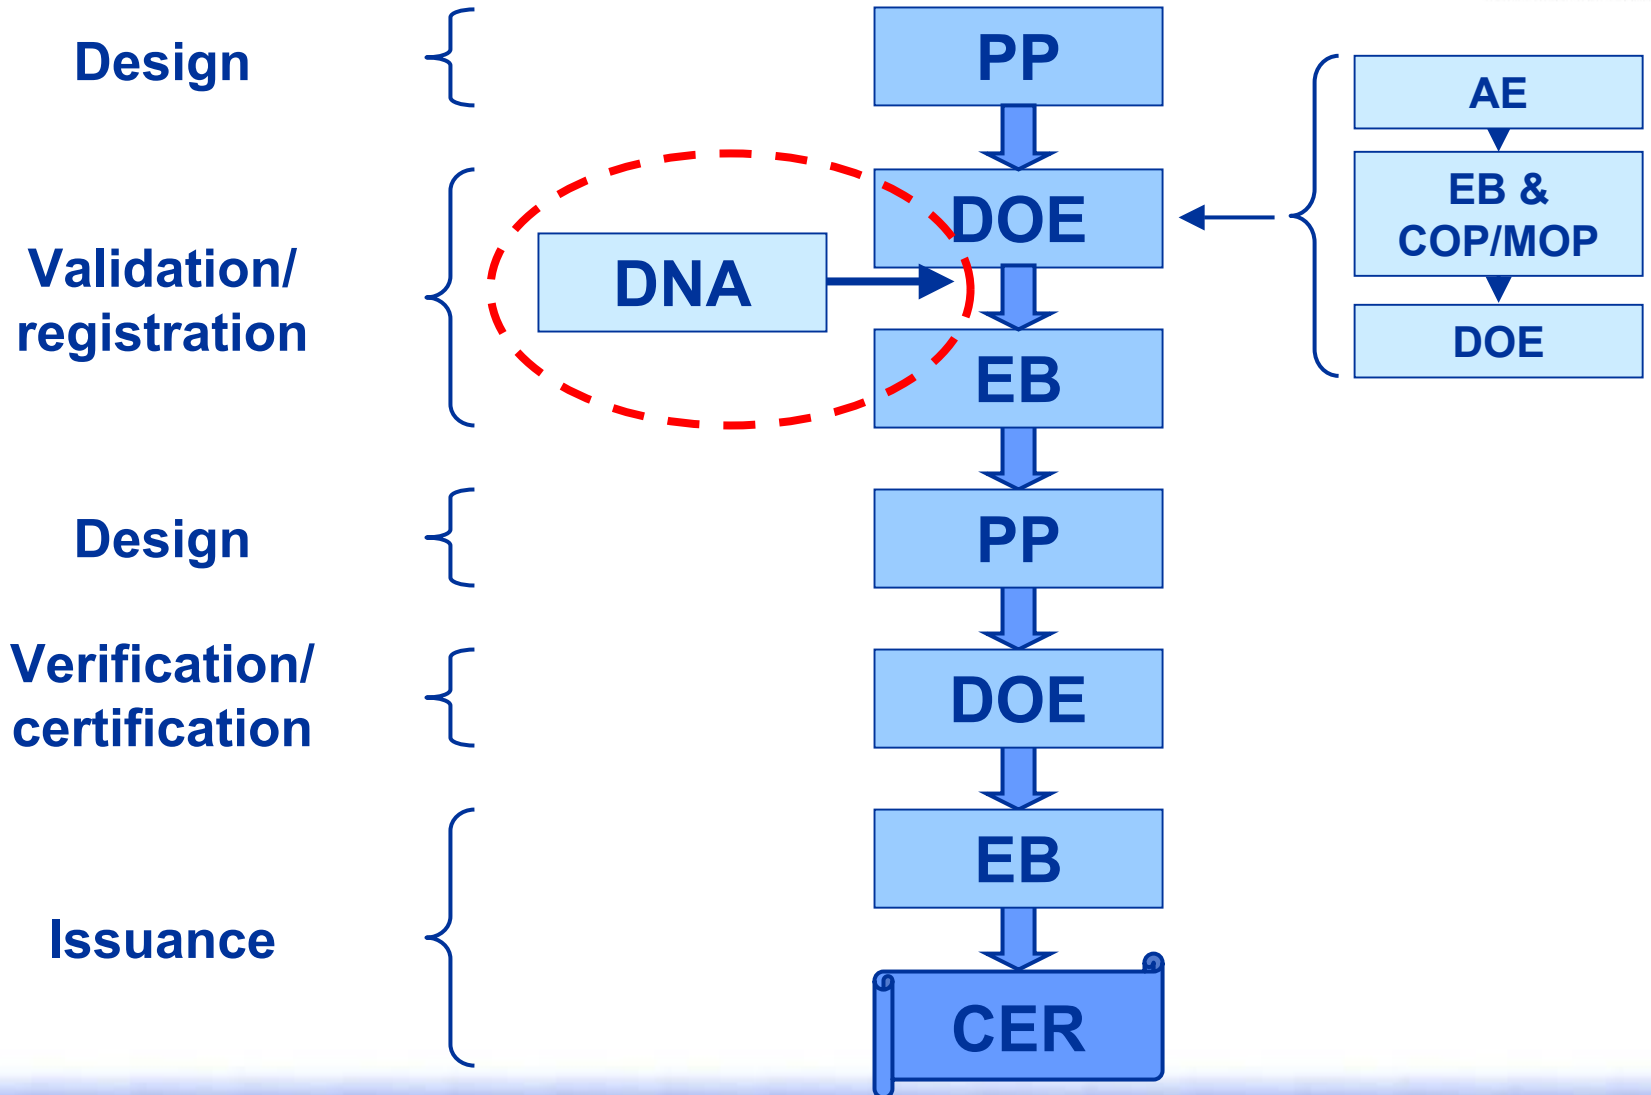 Design
PP
AE
DOE
EB &
COP/MOP
Validation/
registration
DNA
DOE
EB
Design
PP
Verification/
certification
DOE
EB
Issuance
CER